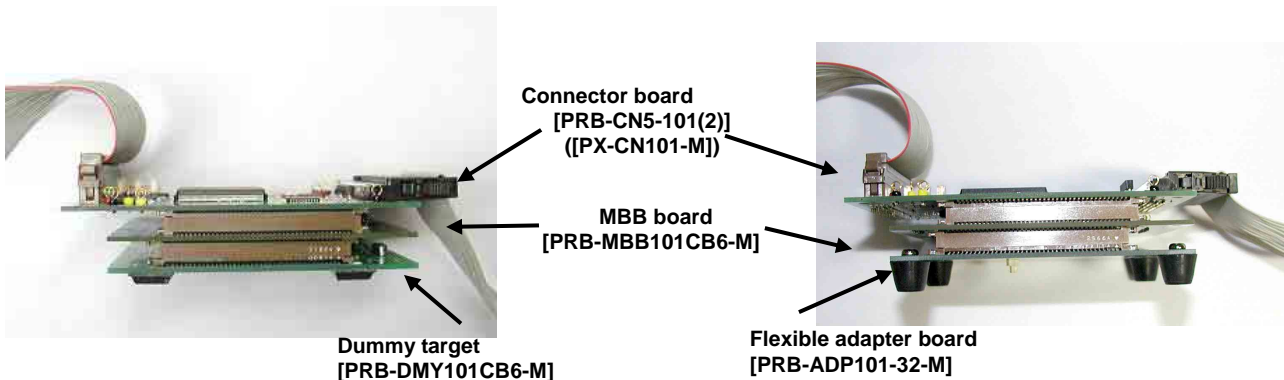 Connector board
[PRB-CN5-101(2)]
([PX-CN101-M])
MBB board
[PRB-MBB101CB6-M]
Dummy target
[PRB-DMY101CB6-M]
Flexible adapter board
[PRB-ADP101-32-M]